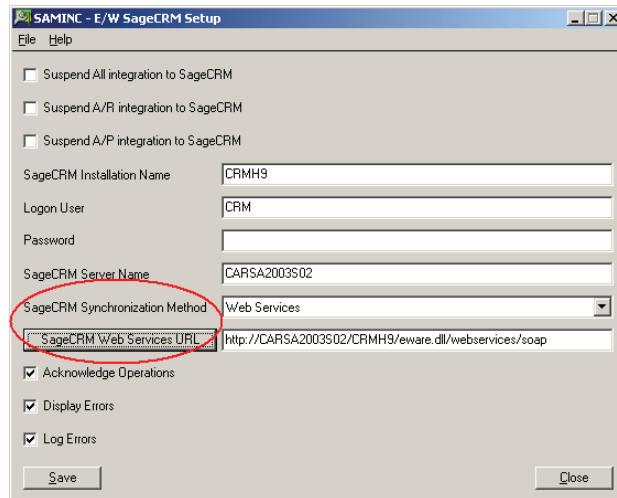 SAMINC - E/W SageCRM Setup
File Help
Suspend All integration to SageCRM
Suspend A/R integration to SageCRM
Suspend A/P integration to SageCRM
SageCRM Installation Name CRMH9
Logon User CRM
Password
SageCRM Server Name CARSA2003S02
SageCRM Synchronization Method Web Services
SageCRM Web Services URL http://CARSA2003S02/CRMH9/eware.dll/webservices/soap
Acknowledge Operations
Display Errors
Log Errors
Save Close